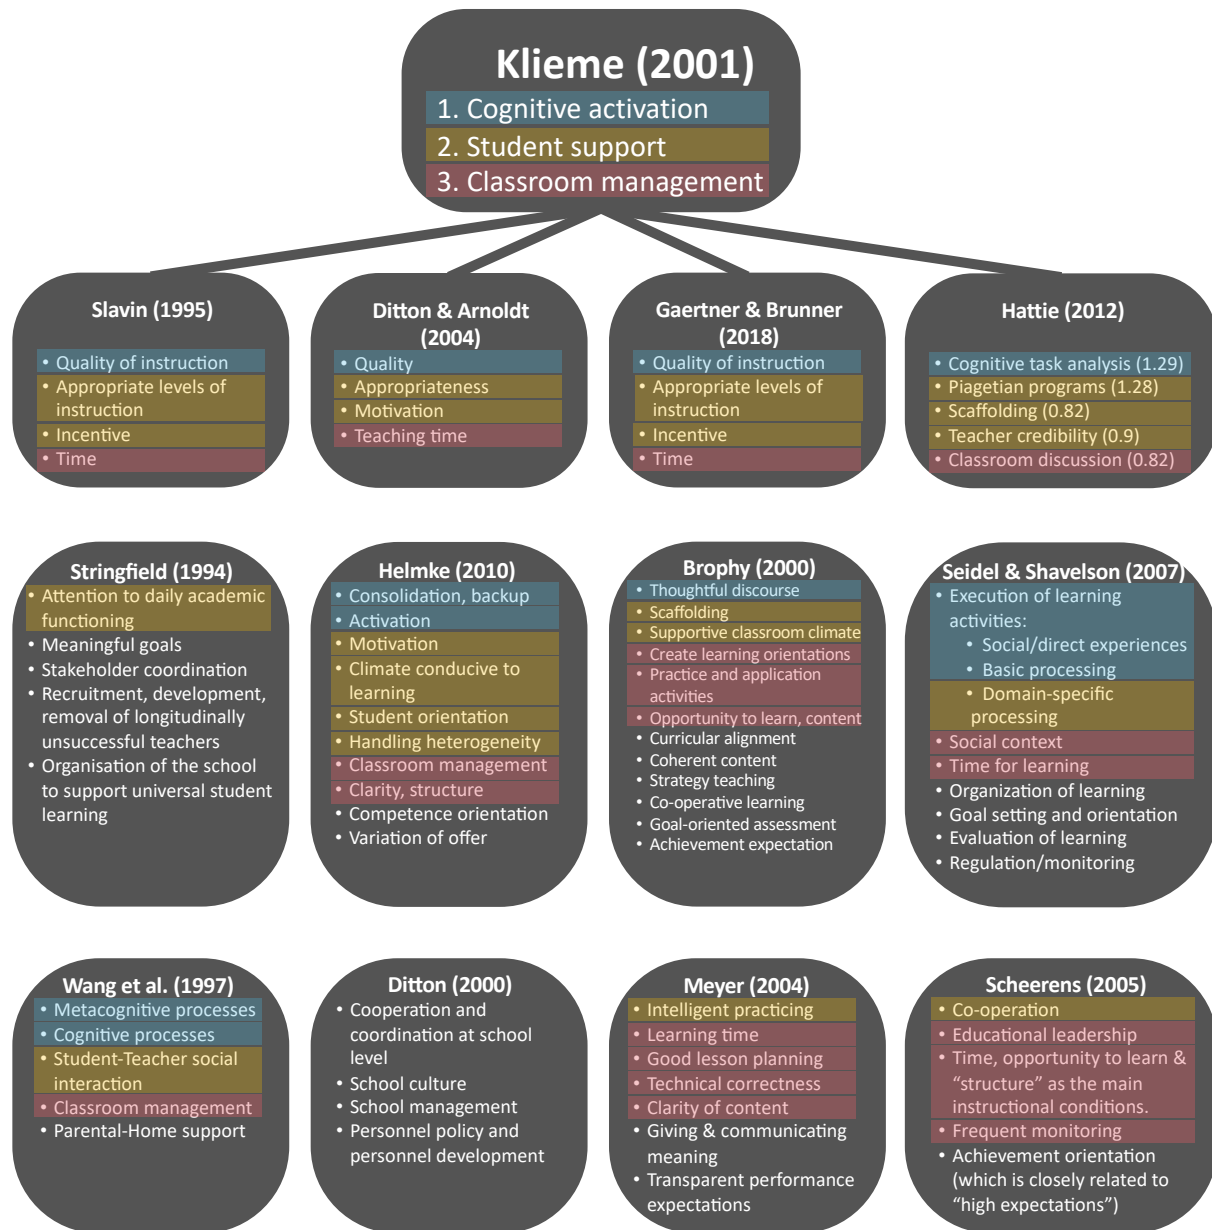 Klieme (2001)
1. Cognitive activation
2. Student support
3. Classroom management
Slavin (1995)
• Quality of instruction
• Appropriate levels of
instruction
• Incentive
• Time
Ditton & Arnoldt
(2004)
• Quality
• Appropriateness
• Motivation
• Teaching time
Gaertner & Brunner
(2018)
• Quality of instruction
• Appropriate levels of
instruction
• Incentive
• Time
Hattie (2012)
• Cognitive task analysis (1.29)
• Piagetian programs (1.28)
• Scaffolding (0.82)
• Teacher credibility (0.9)
• Classroom discussion (0.82)
Stringfield (1994)
• Attention to daily academic
functioning
• Meaningful goals
• Stakeholder coordination
• Recruitment, development,
removal of longitudinally
unsuccessful teachers
• Organisation of the school
to support universal student
learning
Helmke (2010)
• Consolidation, backup
• Activation
• Motivation
• Climate conducive to
learning
• Student orientation
• Handling heterogeneity
• Classroom management
• Clarity, structure
• Competence orientation
• Variation of offer
Brophy (2000)
• Thoughtful discourse
• Scaffolding
• Supportive classroom climate
• Create learning orientations
• Practice and application
activities
• Opportunity to learn, content
• Curricular alignment
• Coherent content
• Strategy teaching
• Co-operative learning
• Goal-oriented assessment
• Achievement expectation
Seidel & Shavelson (2007)
• Execution of learning
activities:
• Social/direct experiences
• Basic processing
• Domain-specific
processing
• Social context
• Time for learning
• Organization of learning
• Goal setting and orientation
• Evaluation of learning
• Regulation/monitoring
Wang et al. (1997)
• Metacognitive processes
• Cognitive processes
• Student-Teacher social
interaction
• Classroom management
• Parental-Home support
Ditton (2000)
• Cooperation and
coordination at school
level
• School culture
• School management
• Personnel policy and
personnel development
Meyer (2004)
• Intelligent practicing
• Learning time
• Good lesson planning
• Technical correctness
• Clarity of content
• Giving & communicating
meaning
• Transparent performance
expectations
Scheerens (2005)
• Co-operation
• Educational leadership
• Time, opportunity to learn &
“structure” as the main
instructional conditions.
• Frequent monitoring
• Achievement orientation
(which is closely related to
“high expectations”)